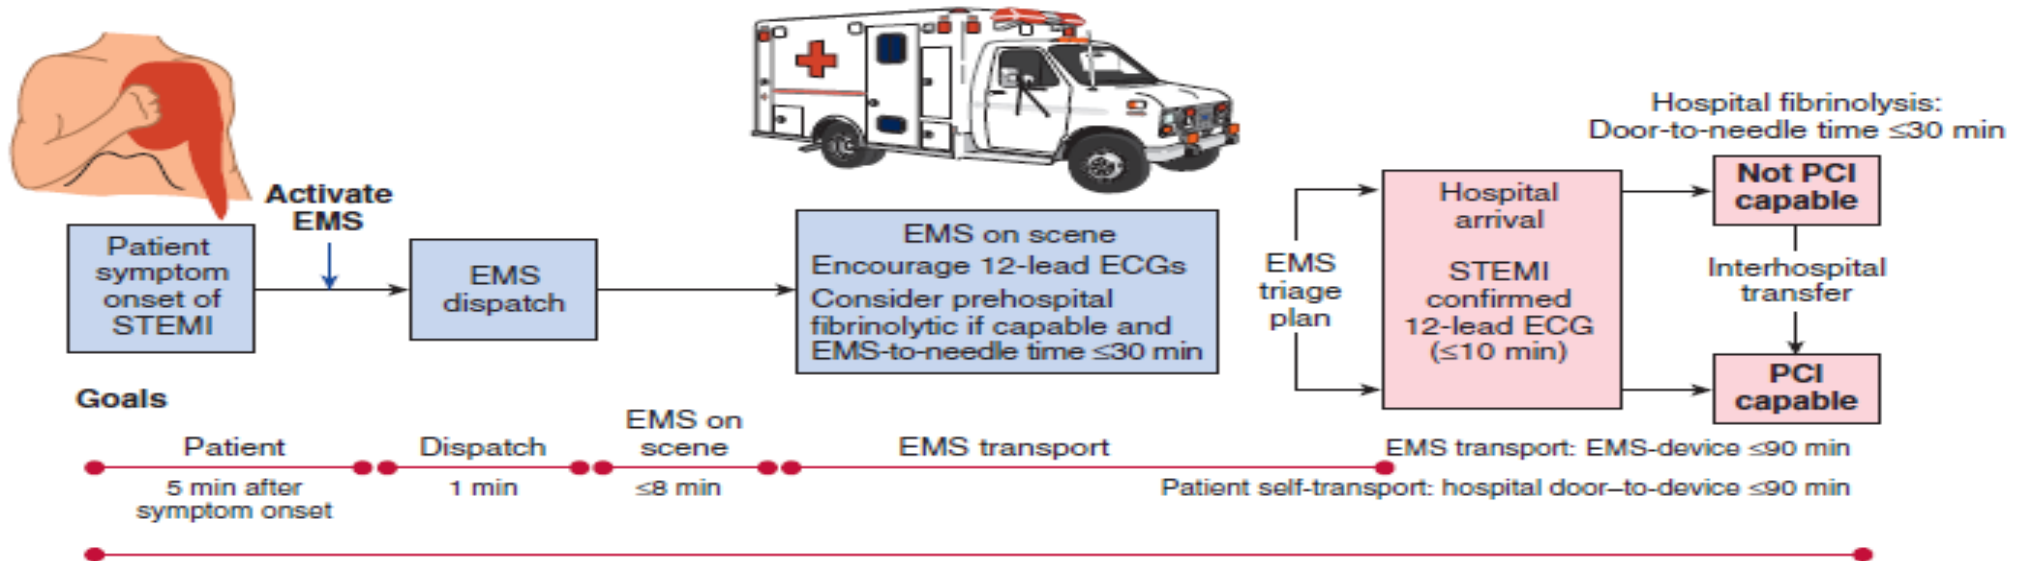 Hospital fibrinolysis:
Door-to-needle time ≤30 min
Activate
EMS
Patient
symptom
onset of
STEMI
EMS
dispatch
EMS on scene
Encourage 12-lead ECGs
Consider prehospital
fibrinolytic if capable and
EMS-to-needle time ≤30 min
EMS
triage
plan
Hospital
arrival
STEMI
confirmed
12-lead ECG
(≤10 min)
Not PCI
capable
Interhospital
transfer
PCI
capable
Goals
Patient
5 min after
symptom onset
Dispatch
1 min
EMS on
scene
≤8 min
EMS transport
EMS transport: EMS-device ≤90 min
Patient self-transport: hospital door–to-device ≤90 min